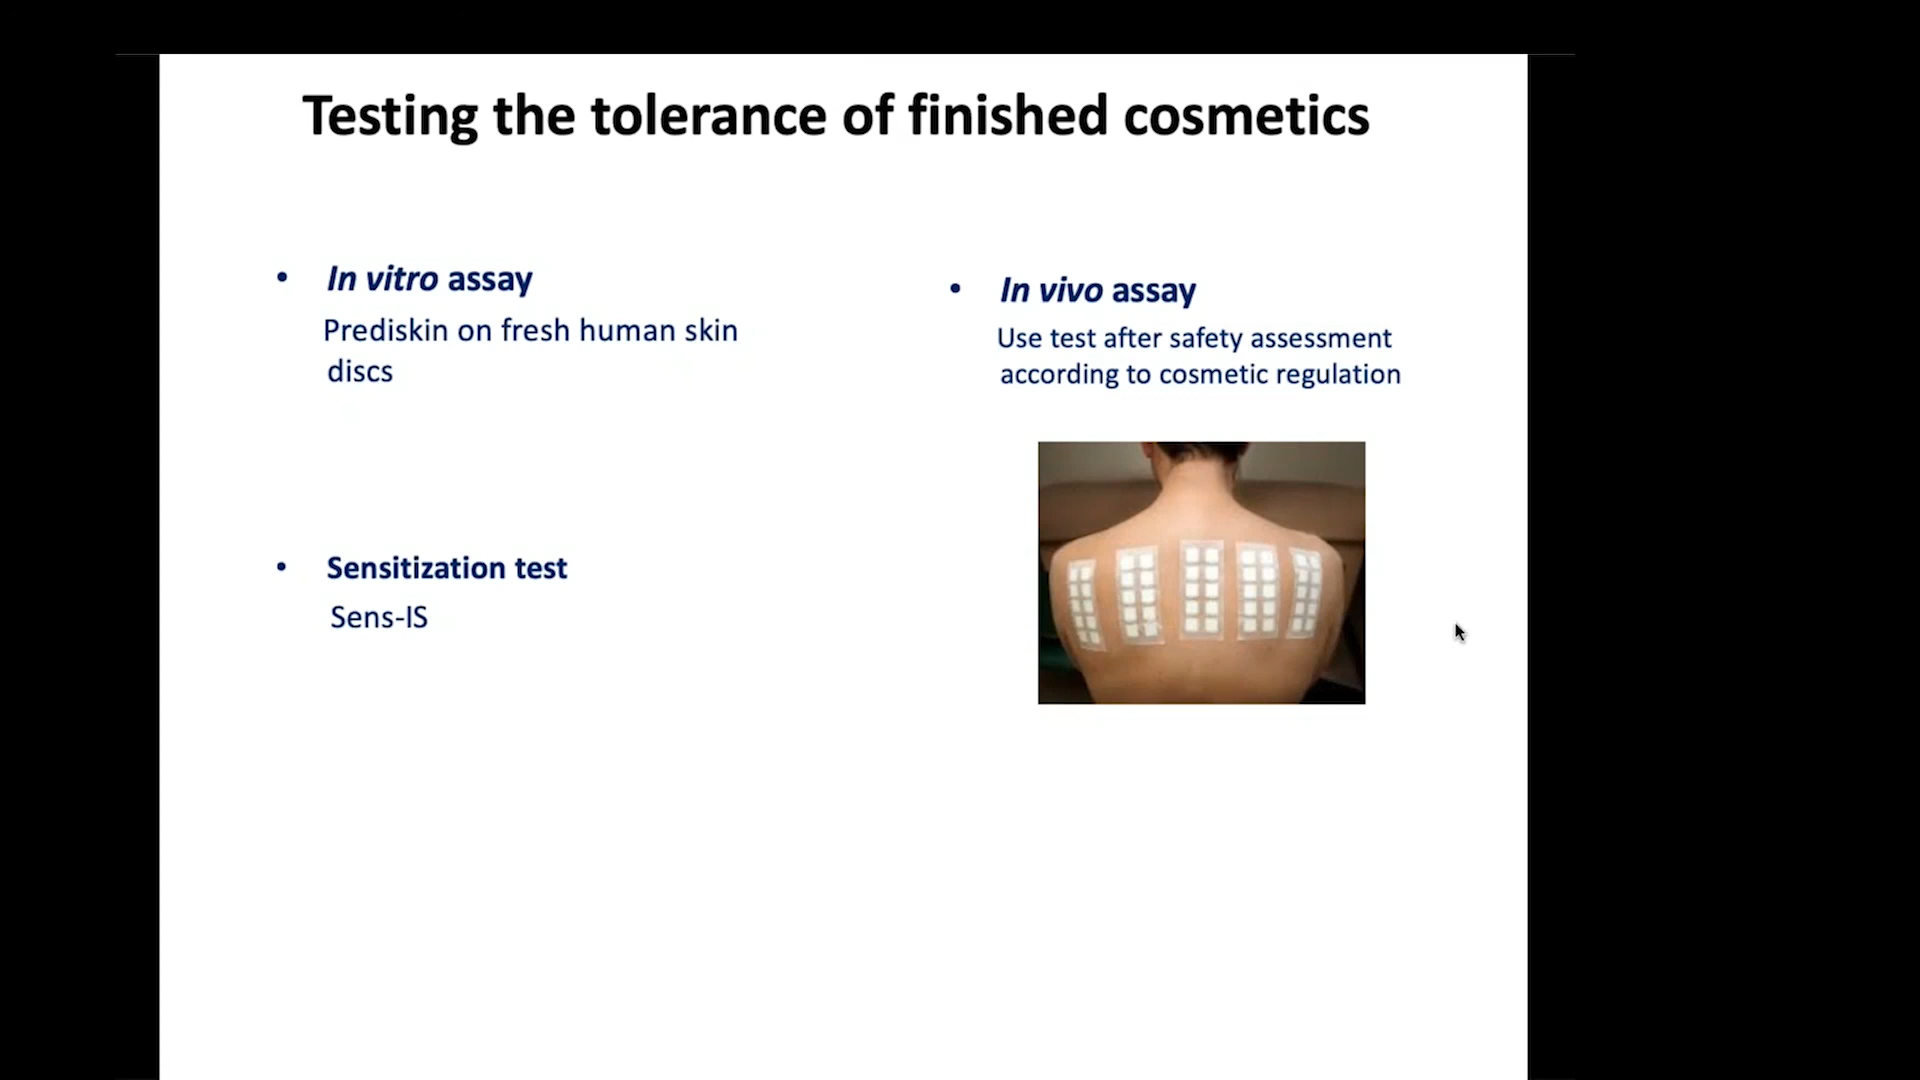 Testing the tolerance of finished cosmetics
• In vitro assay
Prediskin on fresh human skin
discs
• Sensitization test
Sens-IS
• In vivo assay
Use test after safety assessment
according to cosmetic regulation